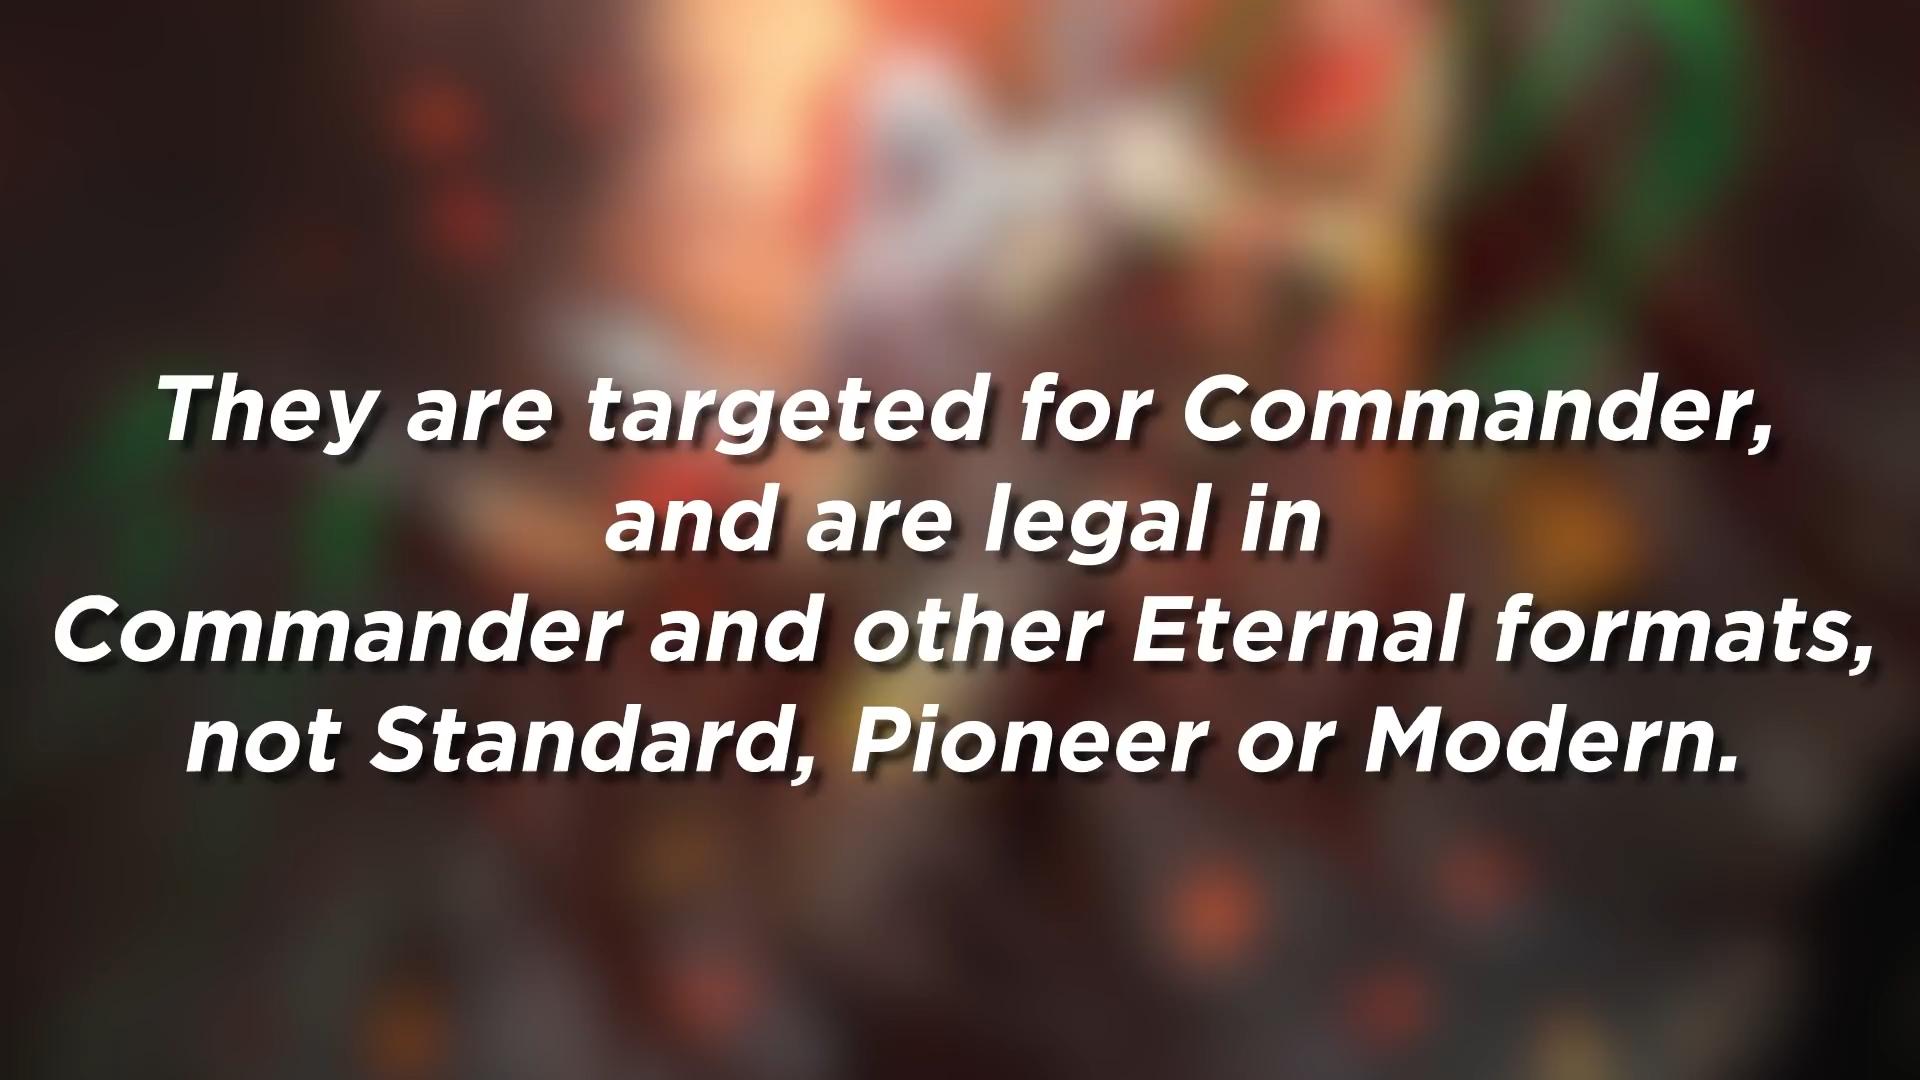 They are targeted for Commander,
and are legal in
Commander and other Eternal formats,
not Standard, Pioneer or Modern.